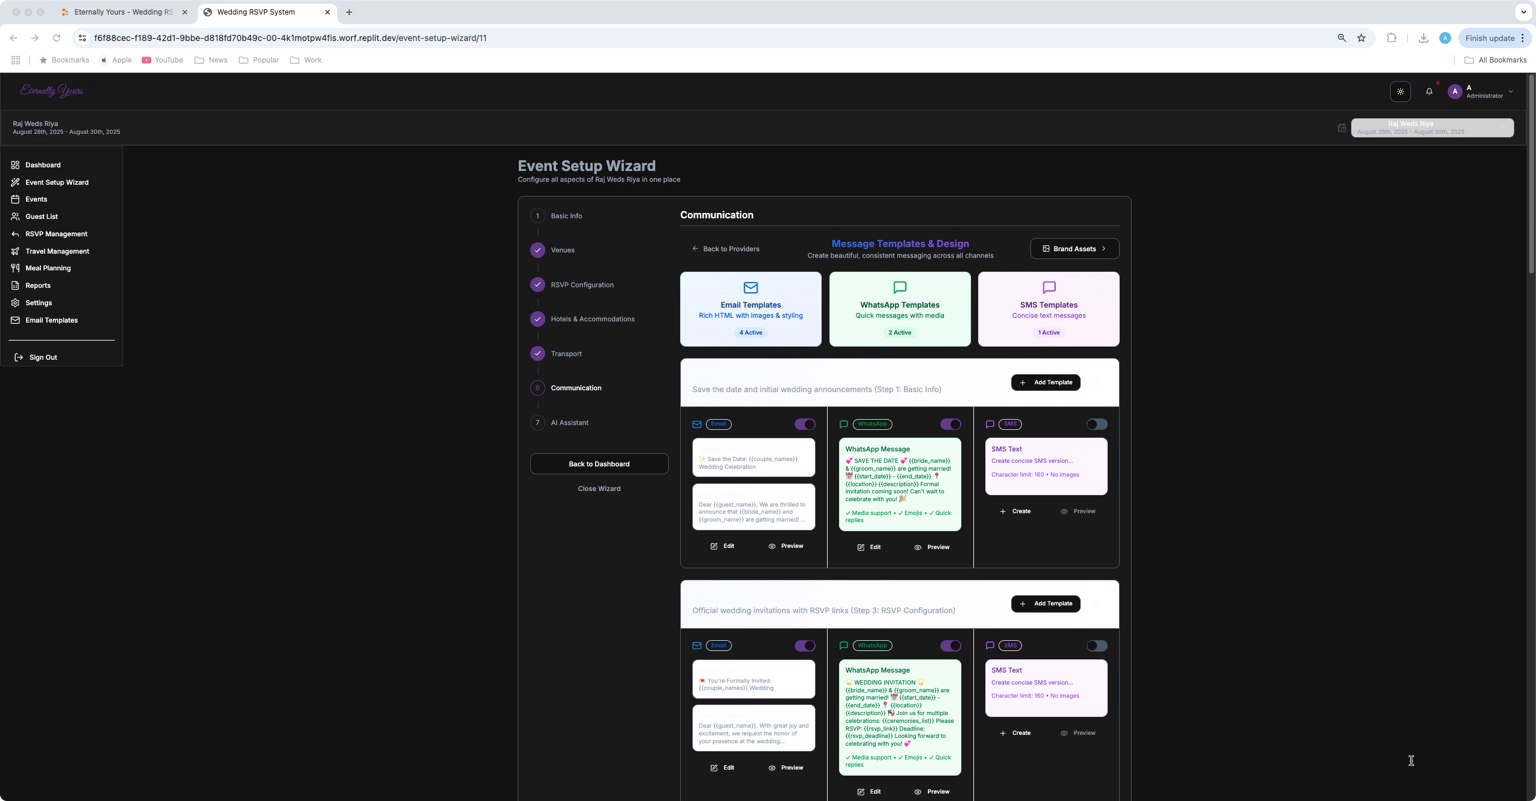 Eternally Yours - Wedding RS
Wedding RSVP System
f6f88cec-f189-42d1-9bbe-d818fd70b49c-00-4k1motpw4fis.worf.replit.dev/event-setup-wizard/11
A
Finish update
Bookmarks
Apple
YouTube
News
Popular
Work
All Bookmarks
Eternally Yours
A
A
Administrator
Raj Weds Riya
August 28th, 2025 - August 30th, 2025
Raj Weds Riya
August 28th, 2025 - August 30th, 2025
Dashboard
Event Setup Wizard
Events
Guest List
RSVP Management
Travel Management
Meal Planning
Reports
Settings
Email Templates
Sign Out
Event Setup Wizard
Configure all aspects of Raj Weds Riya in one place
1 Basic Info
Venues
RSVP Configuration
Hotels & Accommodations
Transport
6 Communication
7 AI Assistant
Back to Dashboard
Close Wizard
Communication
Back to Providers
Message Templates & Design
Create beautiful, consistent messaging across all channels
Brand Assets
Email Templates
Rich HTML with images & styling
4 Active
WhatsApp Templates
Quick messages with media
2 Active
SMS Templates
Concise text messages
1 Active
Save the date and initial wedding announcements (Step 1: Basic Info)
Add Template
Email
✨ Save the Date: {{couple_names}}
Wedding Celebration
Dear {{guest_name}}, We are thrilled to
announce that {{bride_name}} and
{{groom_name}} are getting married! ...
Edit
Preview
WhatsApp
WhatsApp Message
💕 SAVE THE DATE 💕 {{bride_name}}
& {{groom_name}} are getting married!
📅 {{start_date}} - {{end_date}} 📍
{{location}} {{description}} Formal
invitation coming soon! Can't wait to
celebrate with you! 🎉
✓ Media support • ✓ Emojis • ✓ Quick
replies
Edit
Preview
SMS
SMS Text
Create concise SMS version...
Character limit: 160 • No images
Create
Preview
Official wedding invitations with RSVP links (Step 3: RSVP Configuration)
Add Template
Email
💌 You're Formally Invited:
{{couple_names}} Wedding
Dear {{guest_name}}, With great joy and
excitement, we request the honor of
your presence at the wedding...
Edit
Preview
WhatsApp
WhatsApp Message
WEDDING INVITATION
{{bride_name}} & {{groom_name}} are
getting married! 📅 {{start_date}} -
{{end_date}} 📍 {{location}}
{{description}} Join us for multiple
celebrations: {{ceremonies_list}} Please
RSVP: {{rsvp_link}} Deadline:
{{rsvp_deadline}} Looking forward to
celebrating with you! 💕
✓ Media support • ✓ Emojis • ✓ Quick
replies
Edit
Preview
SMS
SMS Text
Create concise SMS version...
Character limit: 160 • No images
Create
Preview